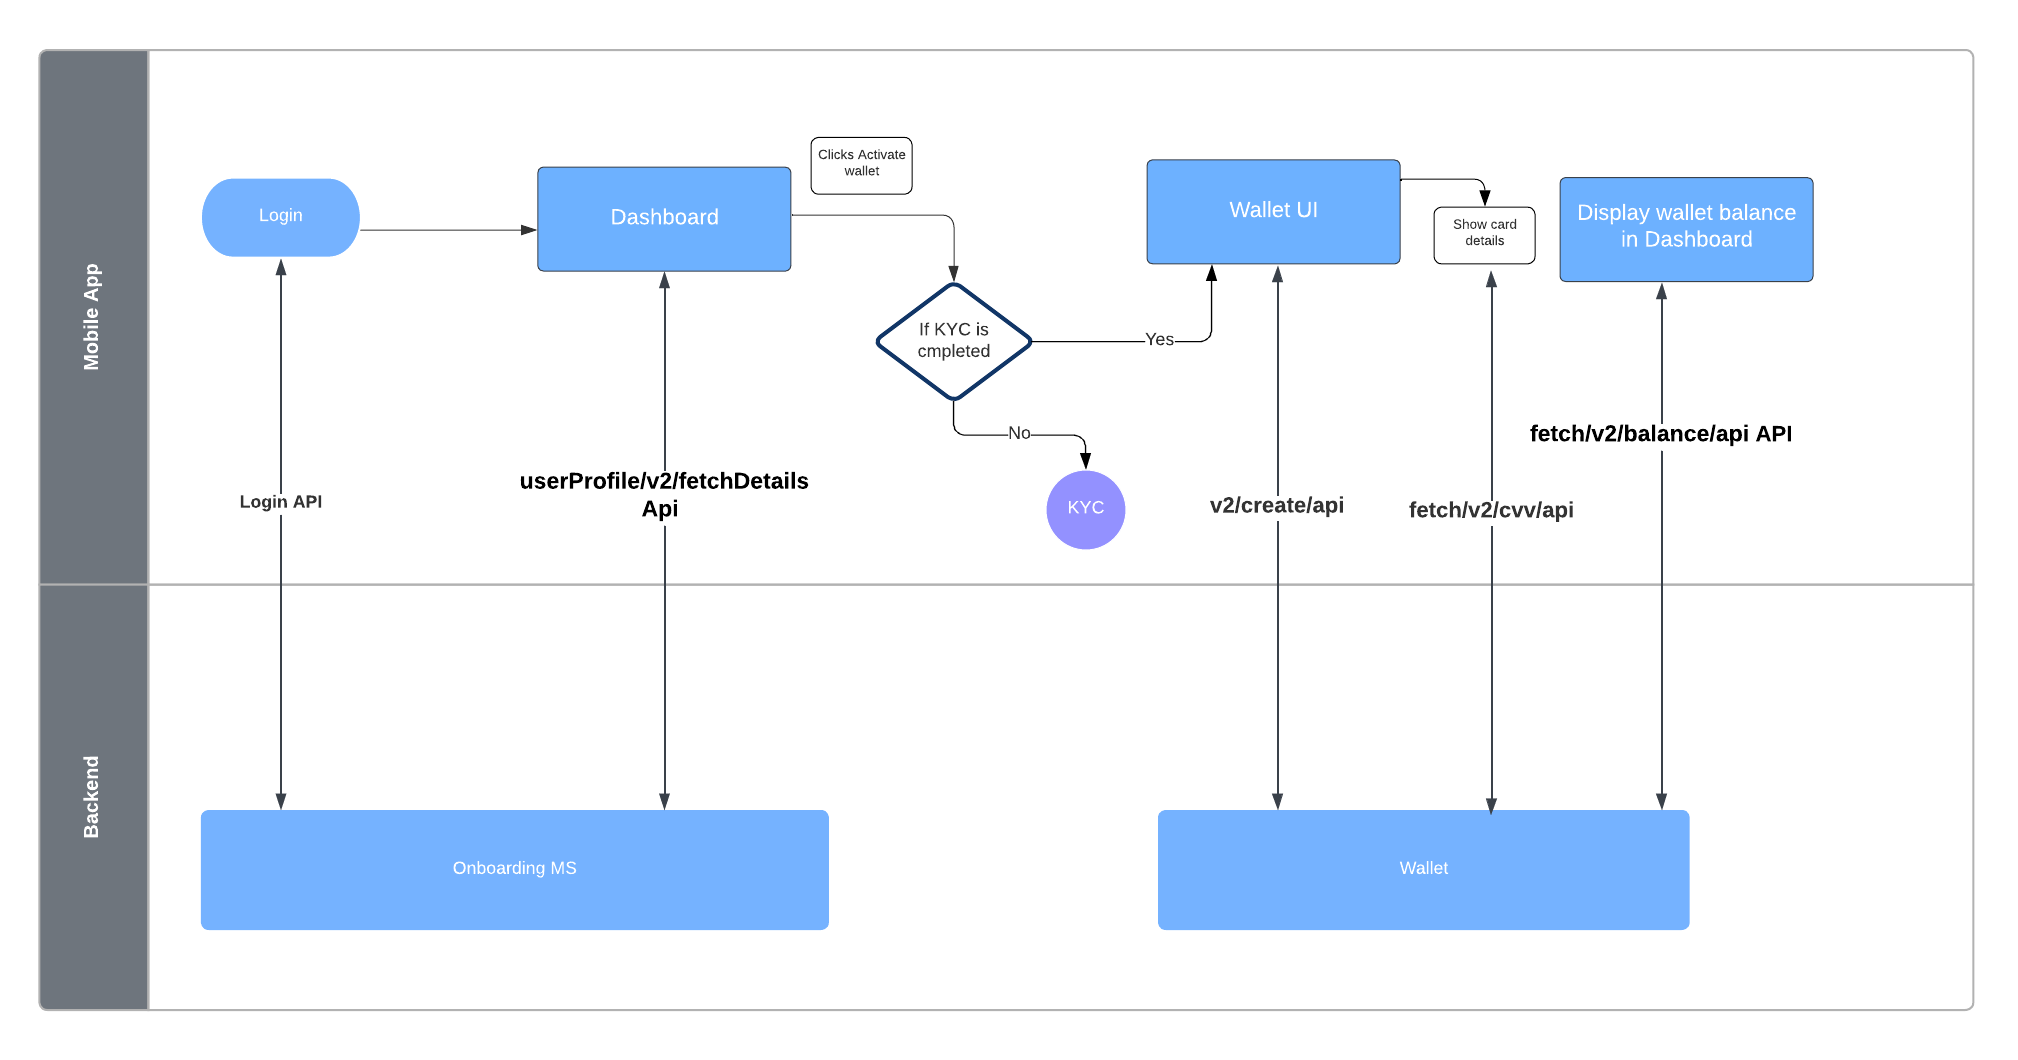 Mobile App
Clicks Activate
wallet
Login
Dashboard
Wallet UI
Show card
details
Display wallet balance
in Dashboard
If KYC is
cmpleted
Yes
No
KYC
Login API
userProfile/v2/fetchDetails
Api
v2/create/api
fetch/v2/cvv/api
fetch/v2/balance/api API
Backend
Onboarding MS
Wallet